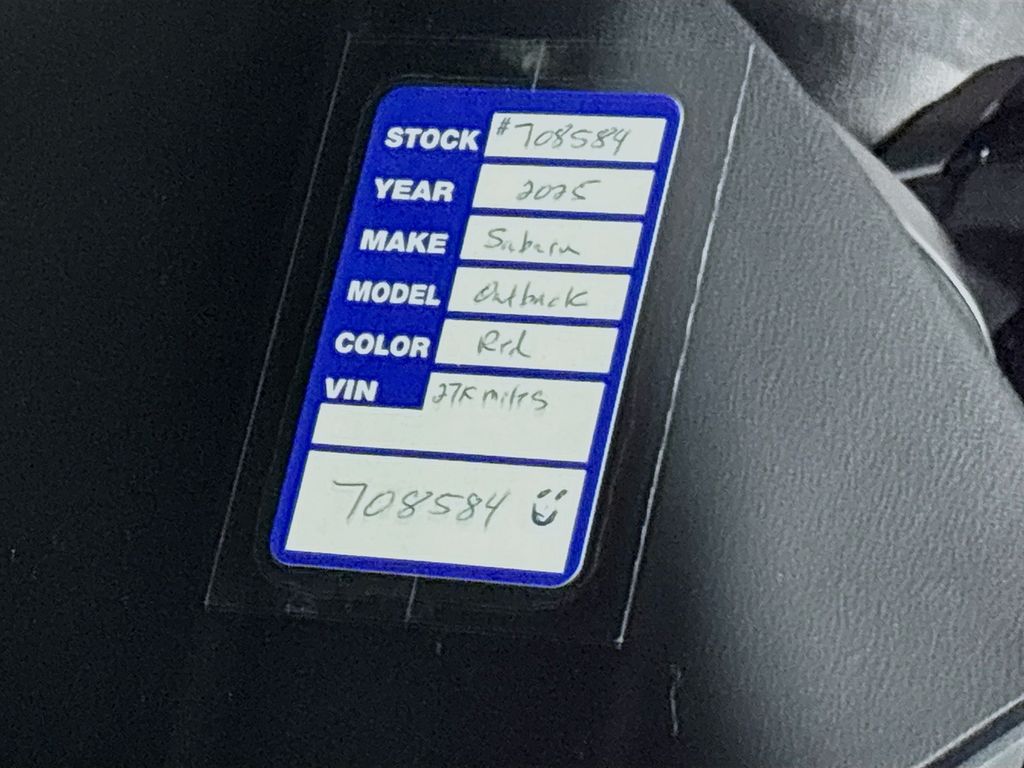 STOCK #708584
YEAR 2025
MAKE Subaru
MODEL Outback
COLOR Red
VIN 27K miles
708584